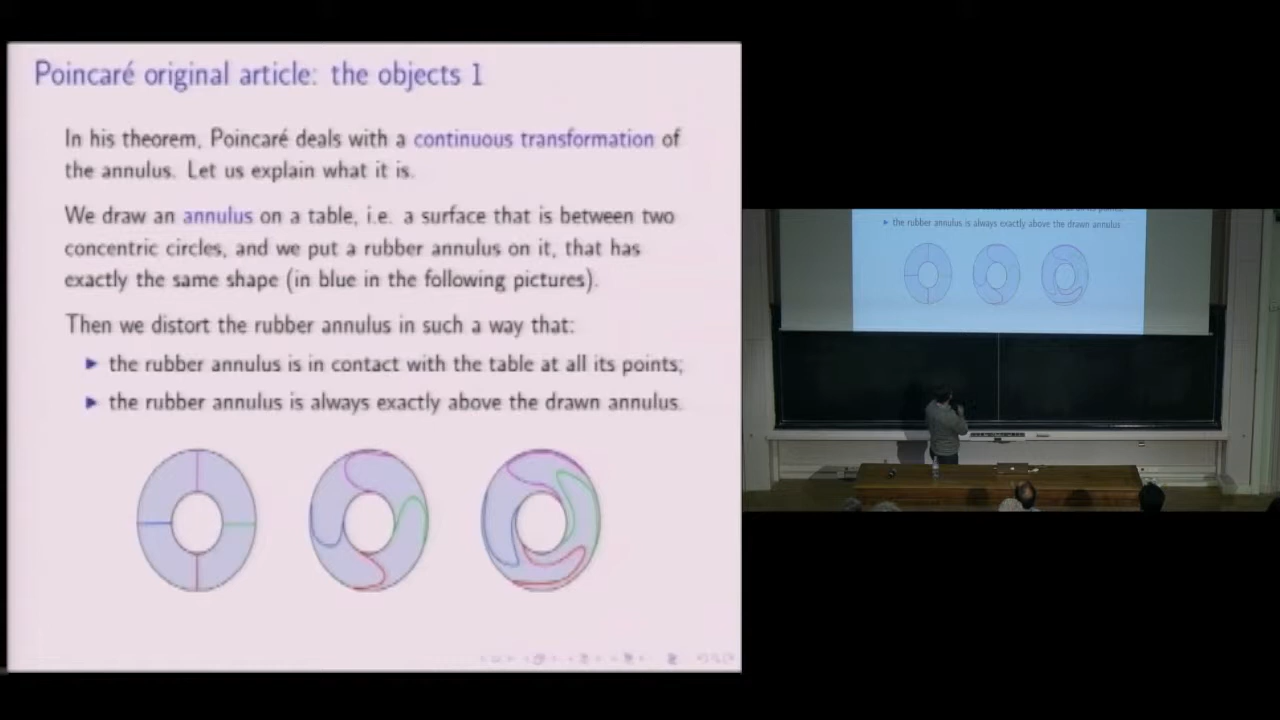 Poincaré original article: the objects 1
In his theorem, Poincaré deals with a continuous transformation of
the annulus. Let us explain what it is.
We draw an annulus on a table, i.e. a surface that is between two
concentric circles, and we put a rubber annulus on it, that has
exactly the same shape (in blue in the following pictures).
Then we distort the rubber annulus in such a way that:
▶ the rubber annulus is in contact with the table at all its points;
▶ the rubber annulus is always exactly above the drawn annulus.
▶ the rubber annulus is always exactly above the drawn annulus